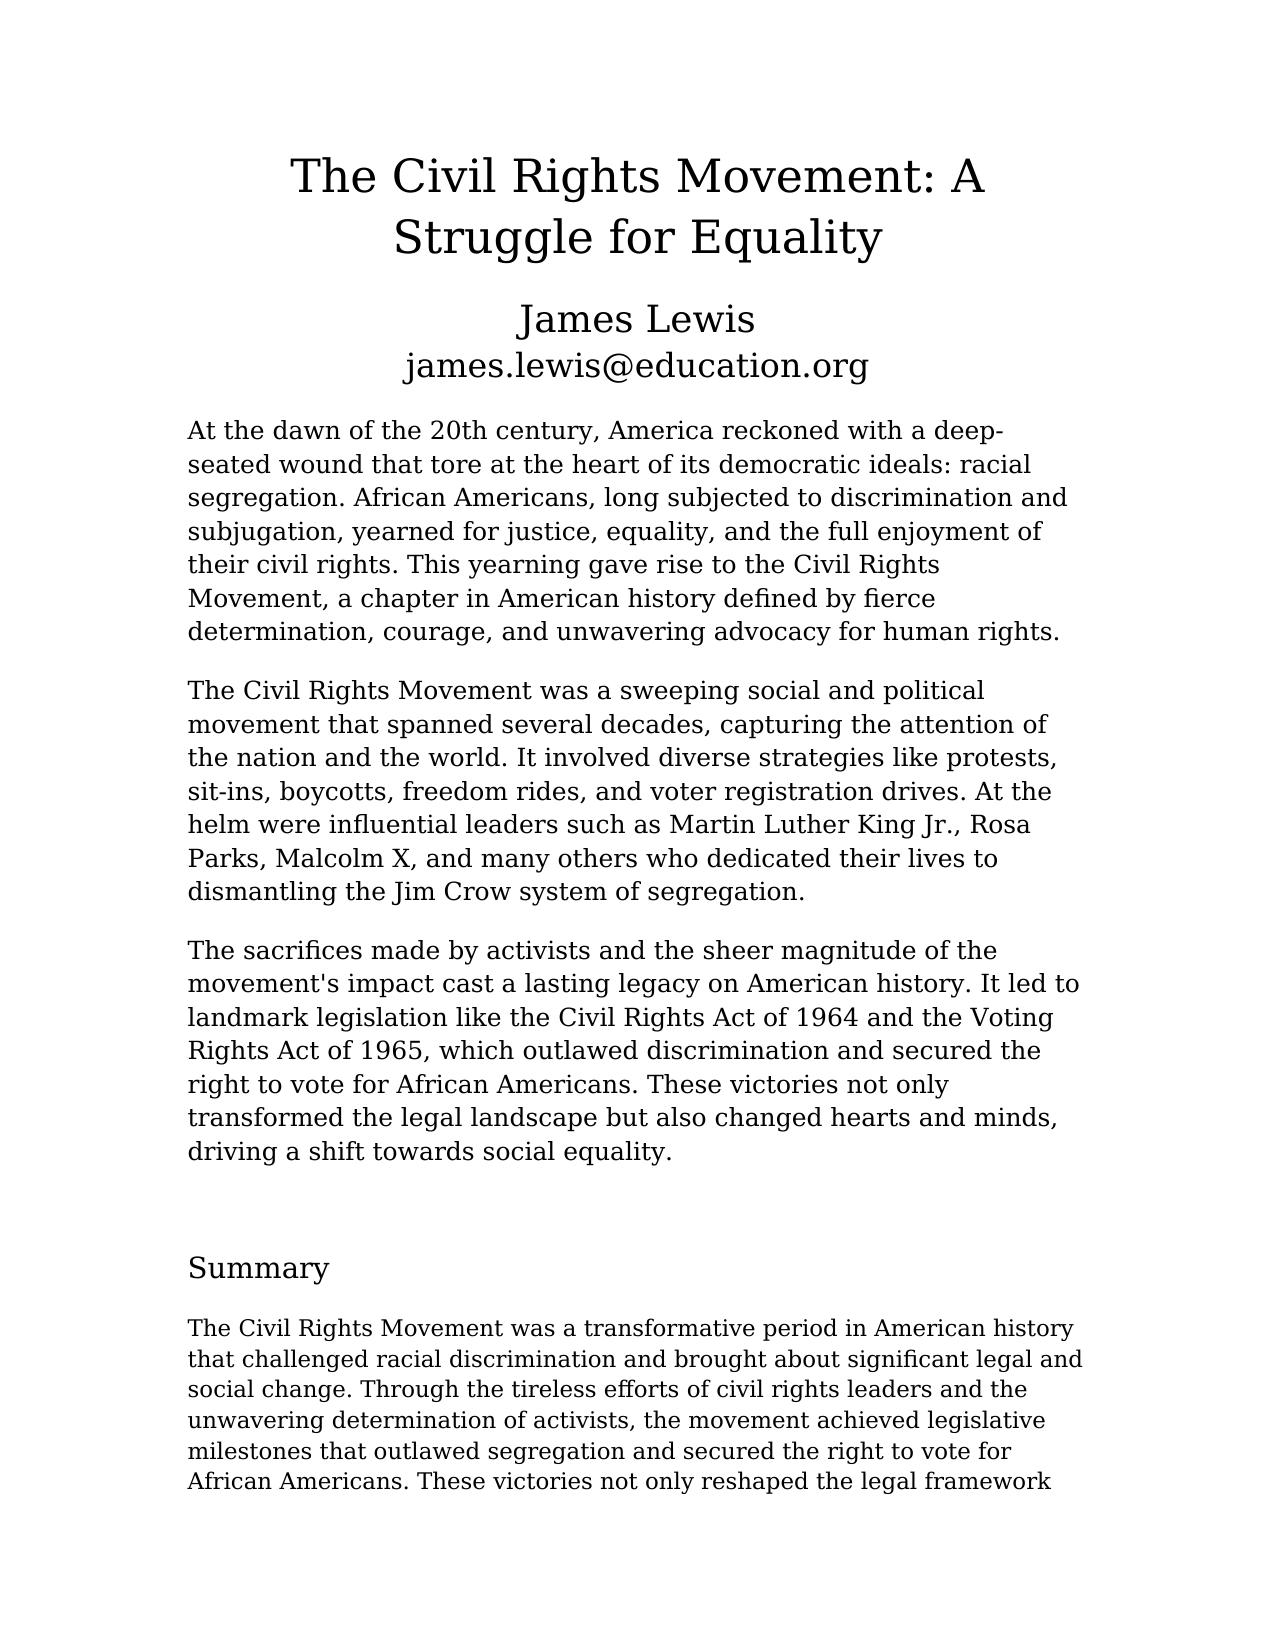 The Civil Rights Movement: A
Struggle for Equality
James Lewis
james.lewis@education.org
At the dawn of the 20th century, America reckoned with a deep-
seated wound that tore at the heart of its democratic ideals: racial
segregation. African Americans, long subjected to discrimination and
subjugation, yearned for justice, equality, and the full enjoyment of
their civil rights. This yearning gave rise to the Civil Rights
Movement, a chapter in American history defined by fierce
determination, courage, and unwavering advocacy for human rights.
The Civil Rights Movement was a sweeping social and political
movement that spanned several decades, capturing the attention of
the nation and the world. It involved diverse strategies like protests,
sit-ins, boycotts, freedom rides, and voter registration drives. At the
helm were influential leaders such as Martin Luther King Jr., Rosa
Parks, Malcolm X, and many others who dedicated their lives to
dismantling the Jim Crow system of segregation.
The sacrifices made by activists and the sheer magnitude of the
movement's impact cast a lasting legacy on American history. It led to
landmark legislation like the Civil Rights Act of 1964 and the Voting
Rights Act of 1965, which outlawed discrimination and secured the
right to vote for African Americans. These victories not only
transformed the legal landscape but also changed hearts and minds,
driving a shift towards social equality.
Summary
The Civil Rights Movement was a transformative period in American history
that challenged racial discrimination and brought about significant legal and
social change. Through the tireless efforts of civil rights leaders and the
unwavering determination of activists, the movement achieved legislative
milestones that outlawed segregation and secured the right to vote for
African Americans. These victories not only reshaped the legal framework